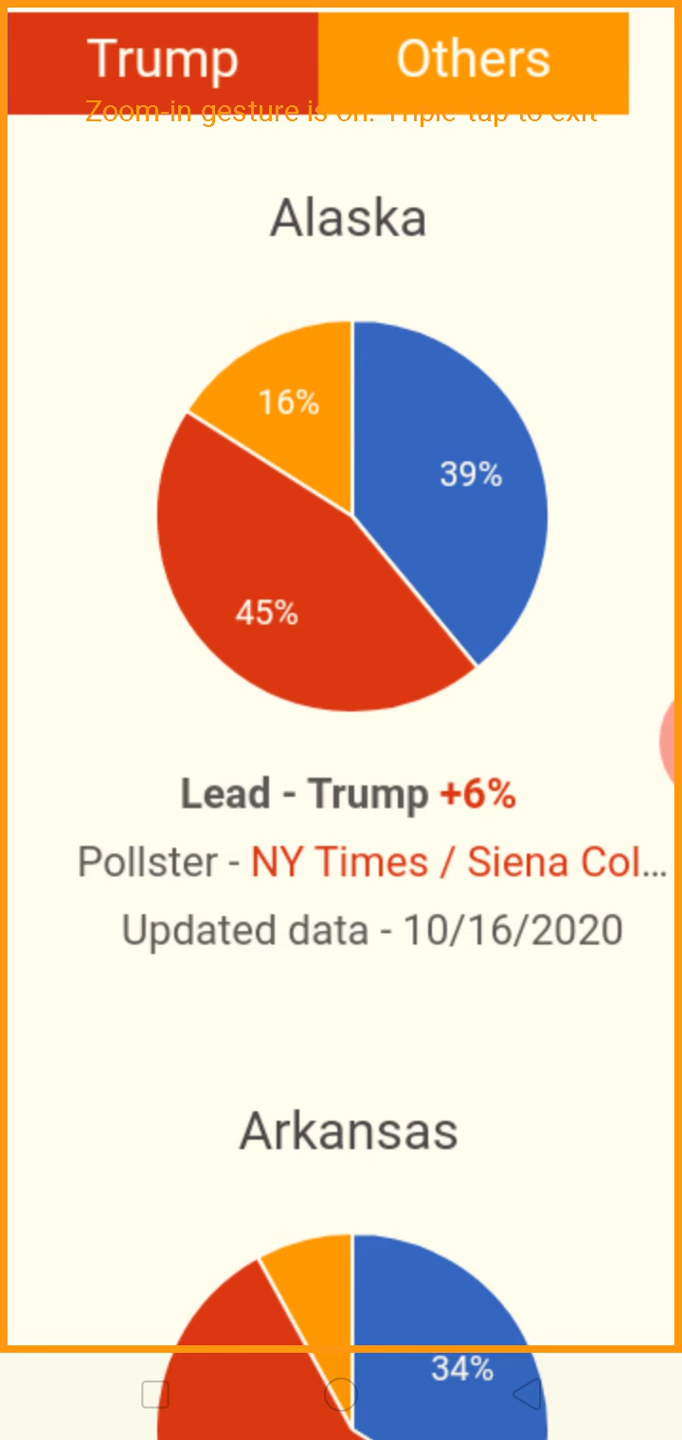 Trump Others
Zoom-in gesture is on. Triple-tap to exit
Alaska
16%
39%
45%
Lead - Trump +6%
Pollster - NY Times / Siena Col...
Updated data - 10/16/2020
Arkansas
34%